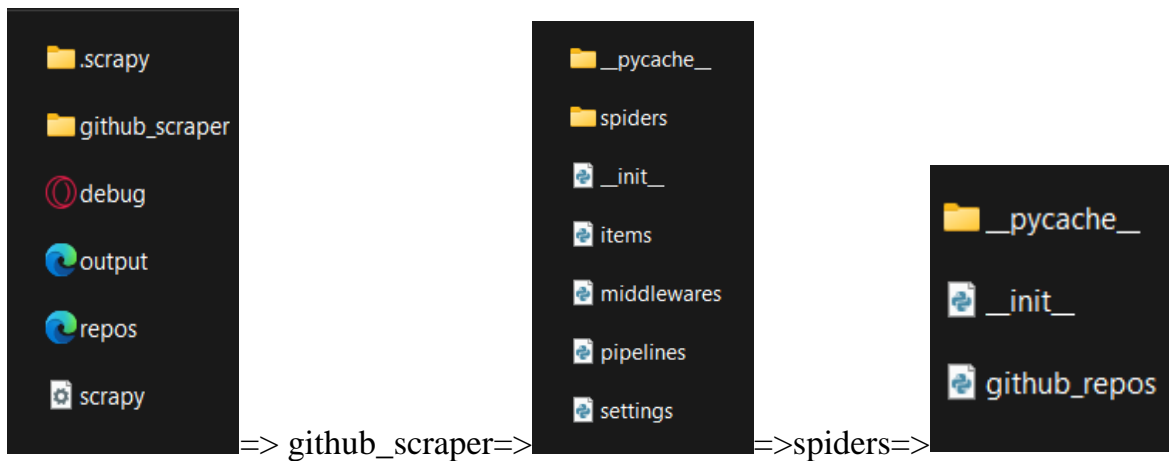 .scrapy
github_scraper
debug
output
repos
scrapy
=> github_scraper=>
__pycache__
spiders
__init__
items
middlewares
pipelines
settings
=>spiders=>
__pycache__
__init__
github_repos